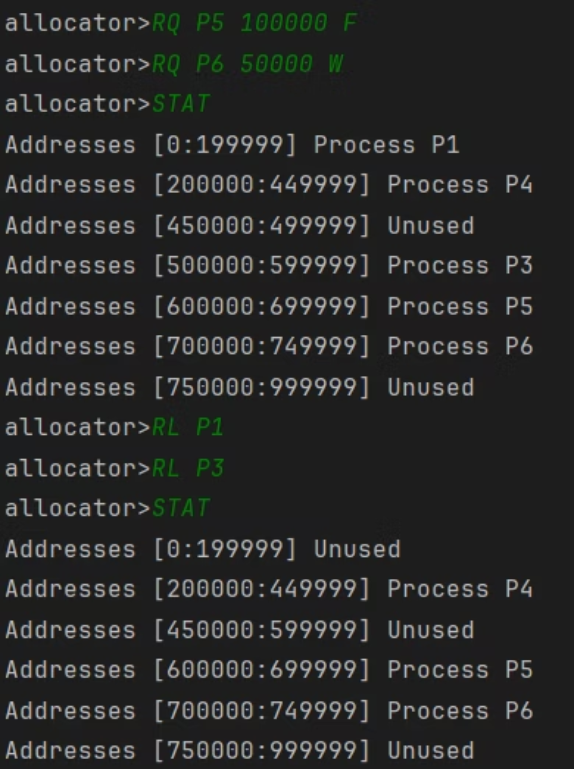 allocator>RQ P5 100000 F
allocator>RQ P6 50000 W
allocator>STAT
Addresses [0:199999] Process P1
Addresses [200000:449999] Process P4
Addresses [450000:499999] Unused
Addresses [500000:599999] Process P3
Addresses [600000:699999] Process P5
Addresses [700000:749999] Process P6
Addresses [750000:999999] Unused
allocator>RL P1
allocator>RL P3
allocator>STAT
Addresses [0:199999] Unused
Addresses [200000:449999] Process P4
Addresses [450000:599999] Unused
Addresses [600000:699999] Process P5
Addresses [700000:749999] Process P6
Addresses [750000:999999] Unused